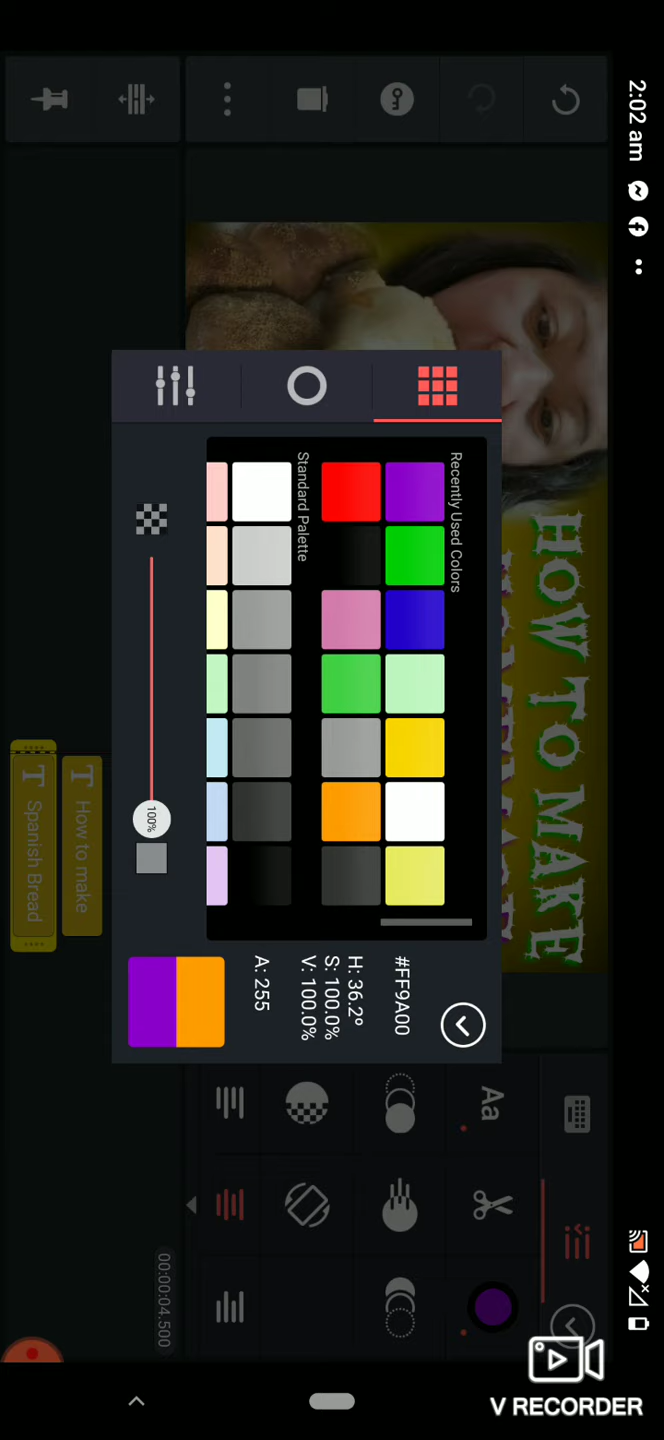 2:02 am
HOW TO MAKE
Recently Used Colors
Standard Palette
100%
#FF9A00
H: 36.2°
S: 100.0%
V: 100.0%
A: 255
How to make
Spanish Bread
Aa
00:00:04.500
V RECORDER